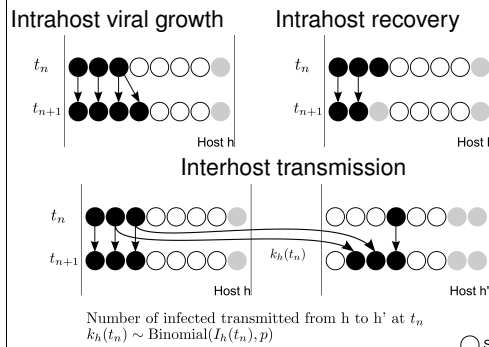 Intrahost viral growth
Intrahost recovery
t_n
t_{n+1}
Host h
t_n
t_{n+1}
Host
Interhost transmission
t_n
t_{n+1}
k_h(t_n)
Host h
Host h'
Number of infected transmitted from h to h' at t_n
k_h(t_n) ∼ Binomial(I_h(t_n), p)